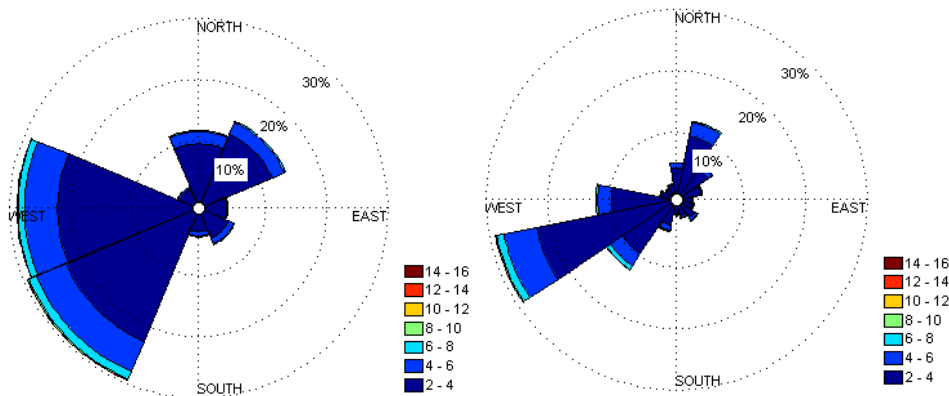 NORTH
30%
20%
10%
WEST
EAST
SOUTH
14 - 16
12 - 14
10 - 12
8 - 10
6 - 8
4 - 6
2 - 4
NORTH
30%
20%
10%
WEST
EAST
SOUTH
14 - 16
12 - 14
10 - 12
8 - 10
6 - 8
4 - 6
2 - 4